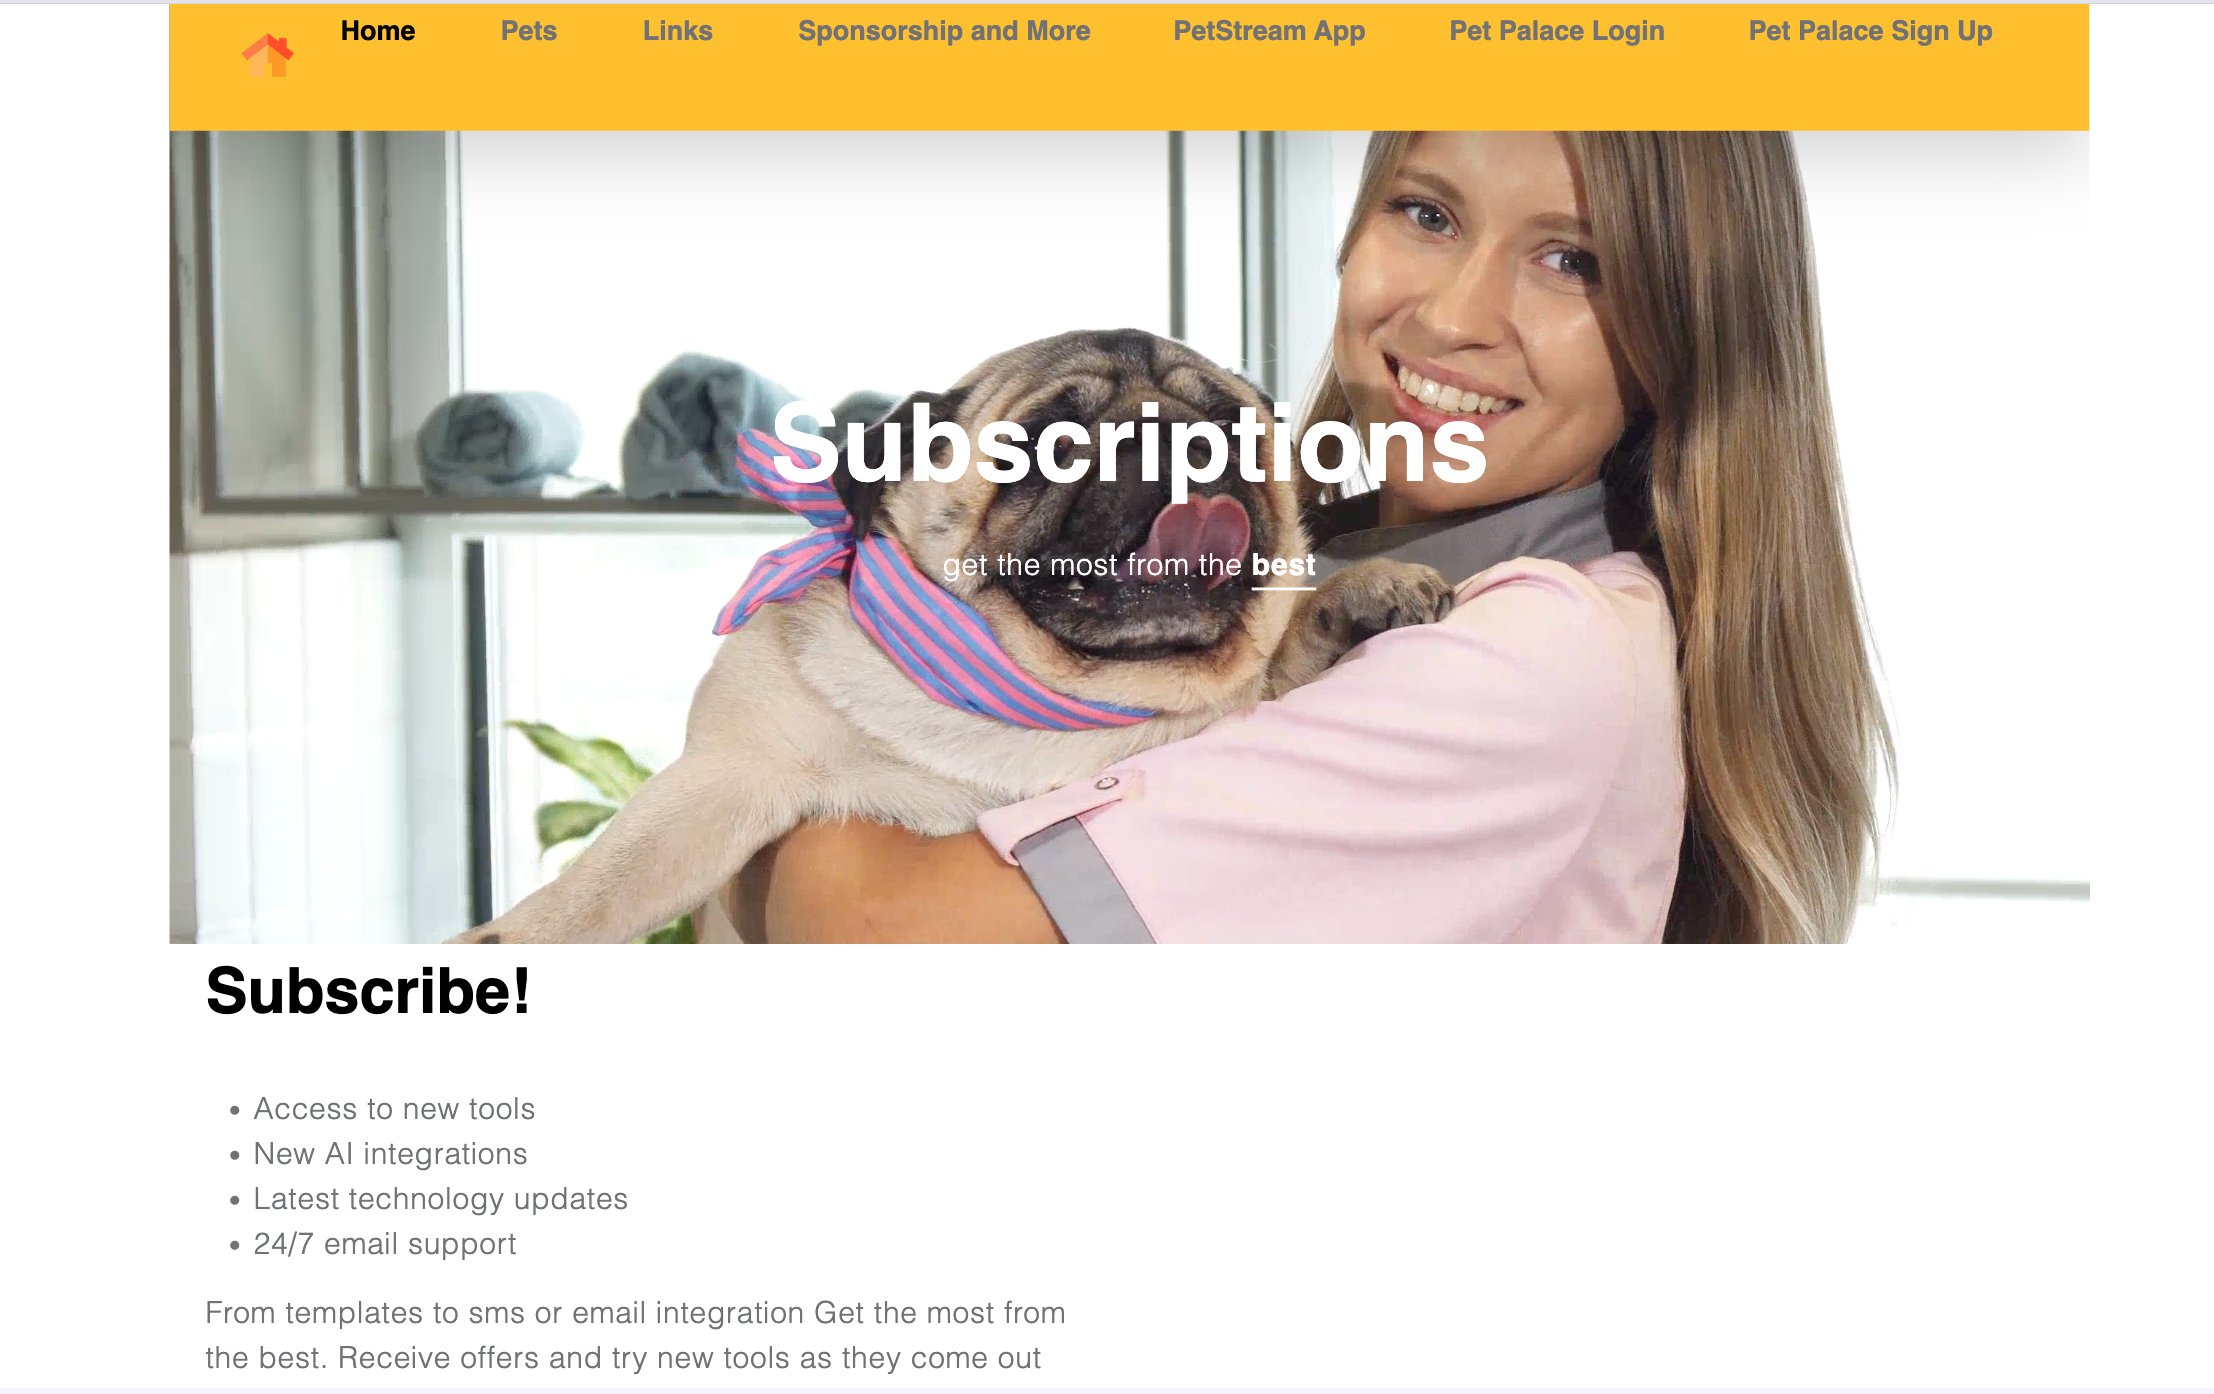 Home Pets Links Sponsorship and More PetStream App Pet Palace Login Pet Palace Sign Up
Subscriptions
get the most from the best
Subscribe!
• Access to new tools
• New AI integrations
• Latest technology updates
• 24/7 email support
From templates to sms or email integration Get the most from
the best. Receive offers and try new tools as they come out